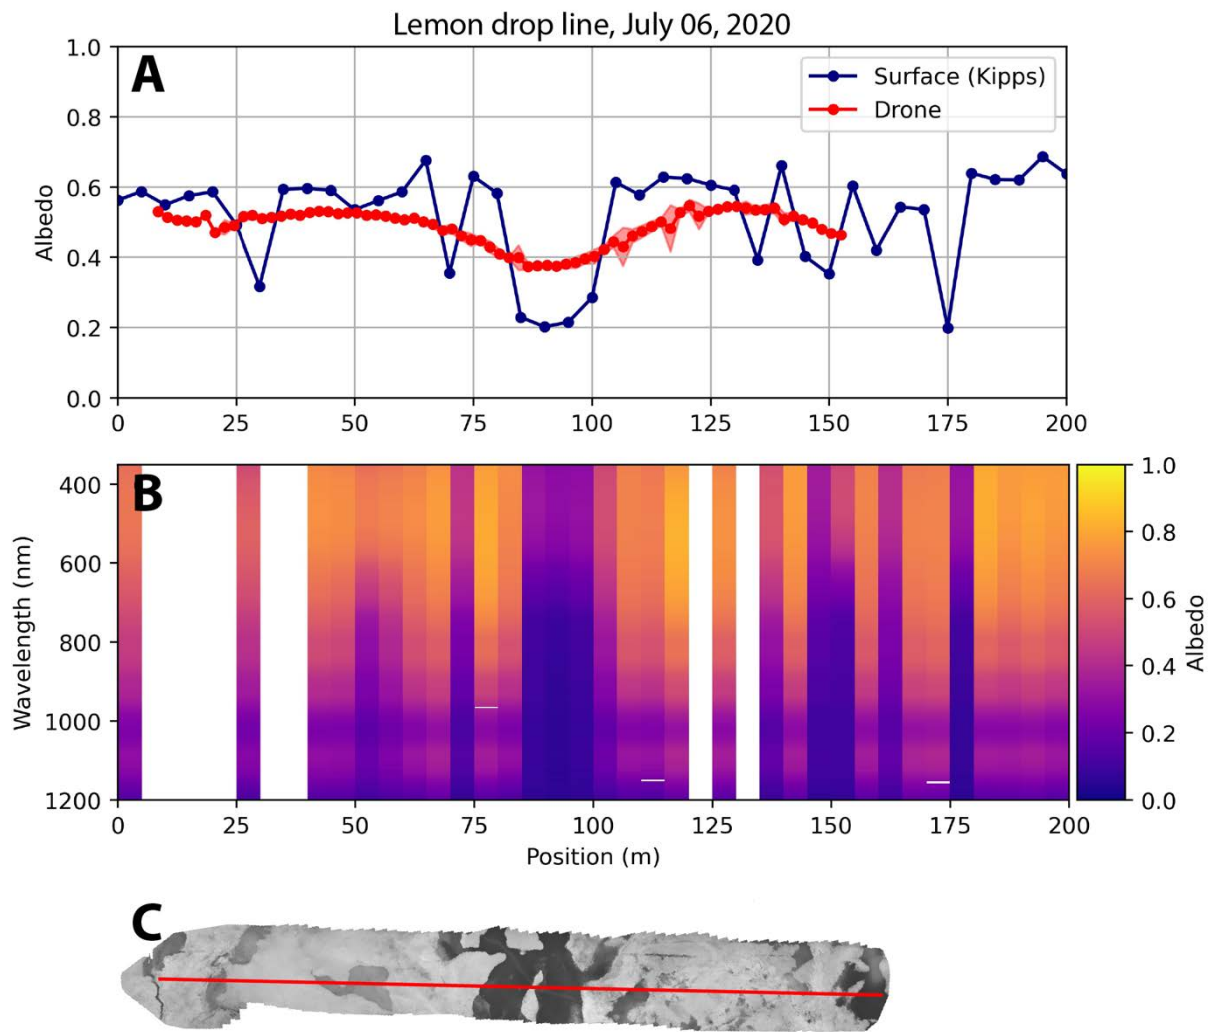 Lemon drop line, July 06, 2020
A
Surface (Kipps)
Drone
Albedo
1.0
0.8
0.6
0.4
0.2
0.0
0 25 50 75 100 125 150 175 200
B
Wavelength (nm)
400
600
800
1000
1200
0 25 50 75 100 125 150 175 200
Position (m)
1.0
0.8
0.6
0.4
0.2
0.0
Albedo
C